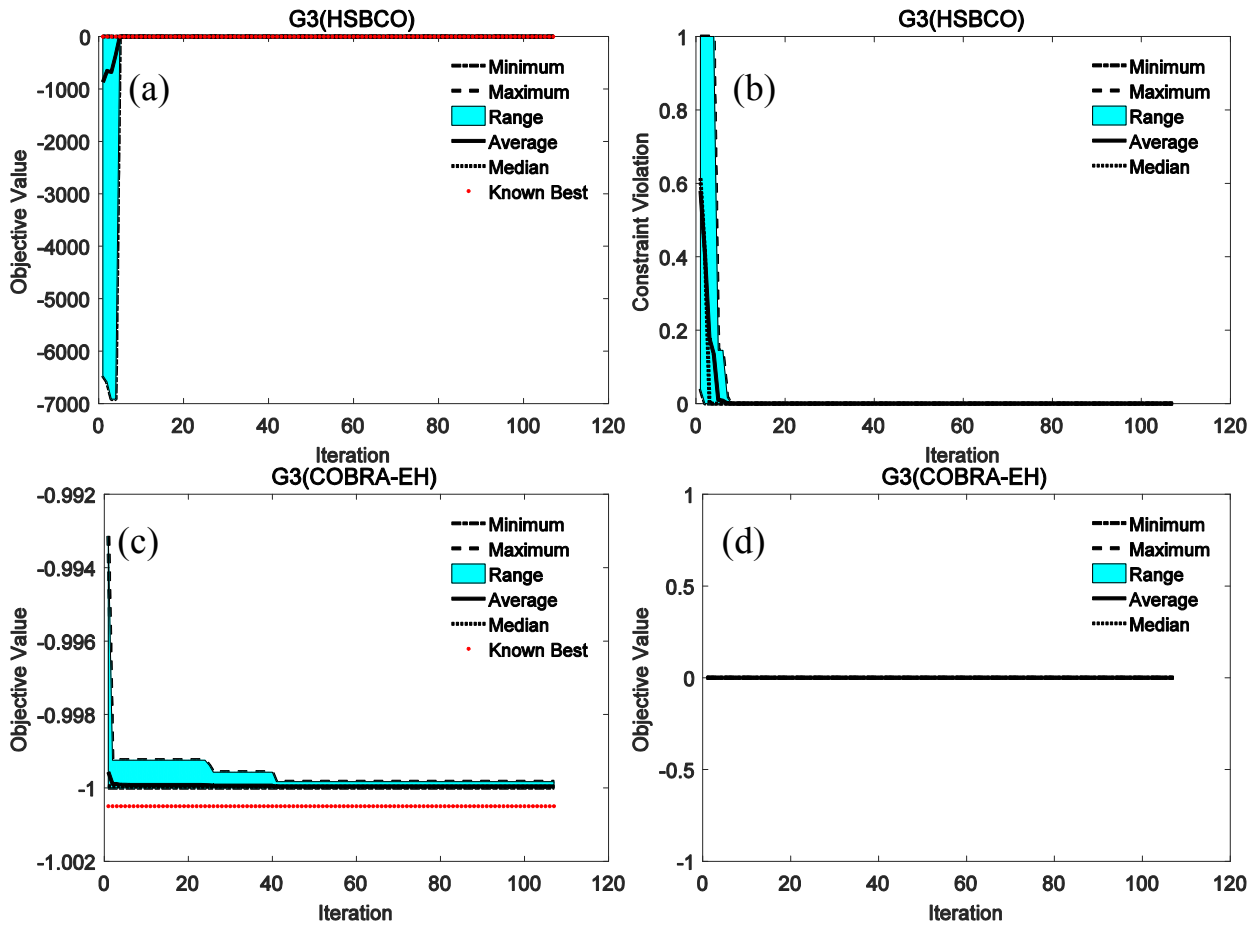 G3(HSBCO)
0
-1000
-2000
-3000
-4000
-5000
-6000
-7000
Objective Value
(a)
Minimum
Maximum
Range
Average
Median
Known Best
0 20 40 60 80 100 120
Iteration
G3(HSBCO)
1
0.8
0.6
0.4
0.2
0
Constraint Violation
(b)
Minimum
Maximum
Range
Average
Median
0 20 40 60 80 100 120
Iteration
G3(COBRA-EH)
-0.992
-0.994
-0.996
-0.998
-1
-1.002
Objective Value
(c)
Minimum
Maximum
Range
Average
Median
Known Best
0 20 40 60 80 100 120
Iteration
G3(COBRA-EH)
1
0.5
0
-0.5
-1
Objective Value
(d)
Minimum
Maximum
Range
Average
Median
0 20 40 60 80 100 120
Iteration